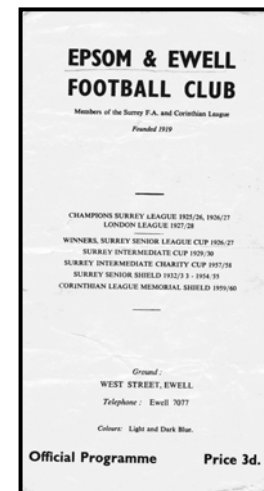 EPSOM & EWELL
FOOTBALL CLUB
Members of the Surrey F.A. and Corinthian League
Founded 1919
CHAMPIONS SURREY LEAGUE 1925/26, 1926/27
LONDON LEAGUE 1927/28
WINNERS, SURREY SENIOR LEAGUE CUP 1926/27
SURREY INTERMEDIATE CUP 1929/30
SURREY INTERMEDIATE CHARITY CUP 1957/58
SURREY SENIOR SHIELD 1932/3 3 - 1954/55
CORINTHIAN LEAGUE MEMORIAL SHIELD 1959/60
Ground :
WEST STREET, EWELL
Telephone : Ewell 7077
Colours: Light and Dark Blue.
Official Programme Price 3d.